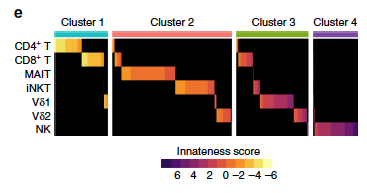 e
Cluster 1 Cluster 2 Cluster 3 Cluster 4
CD4⁺ T
CD8⁺ T
MAIT
iNKT
Vδ1
Vδ2
NK
Innateness score
6 4 2 0 −2 −4 −6